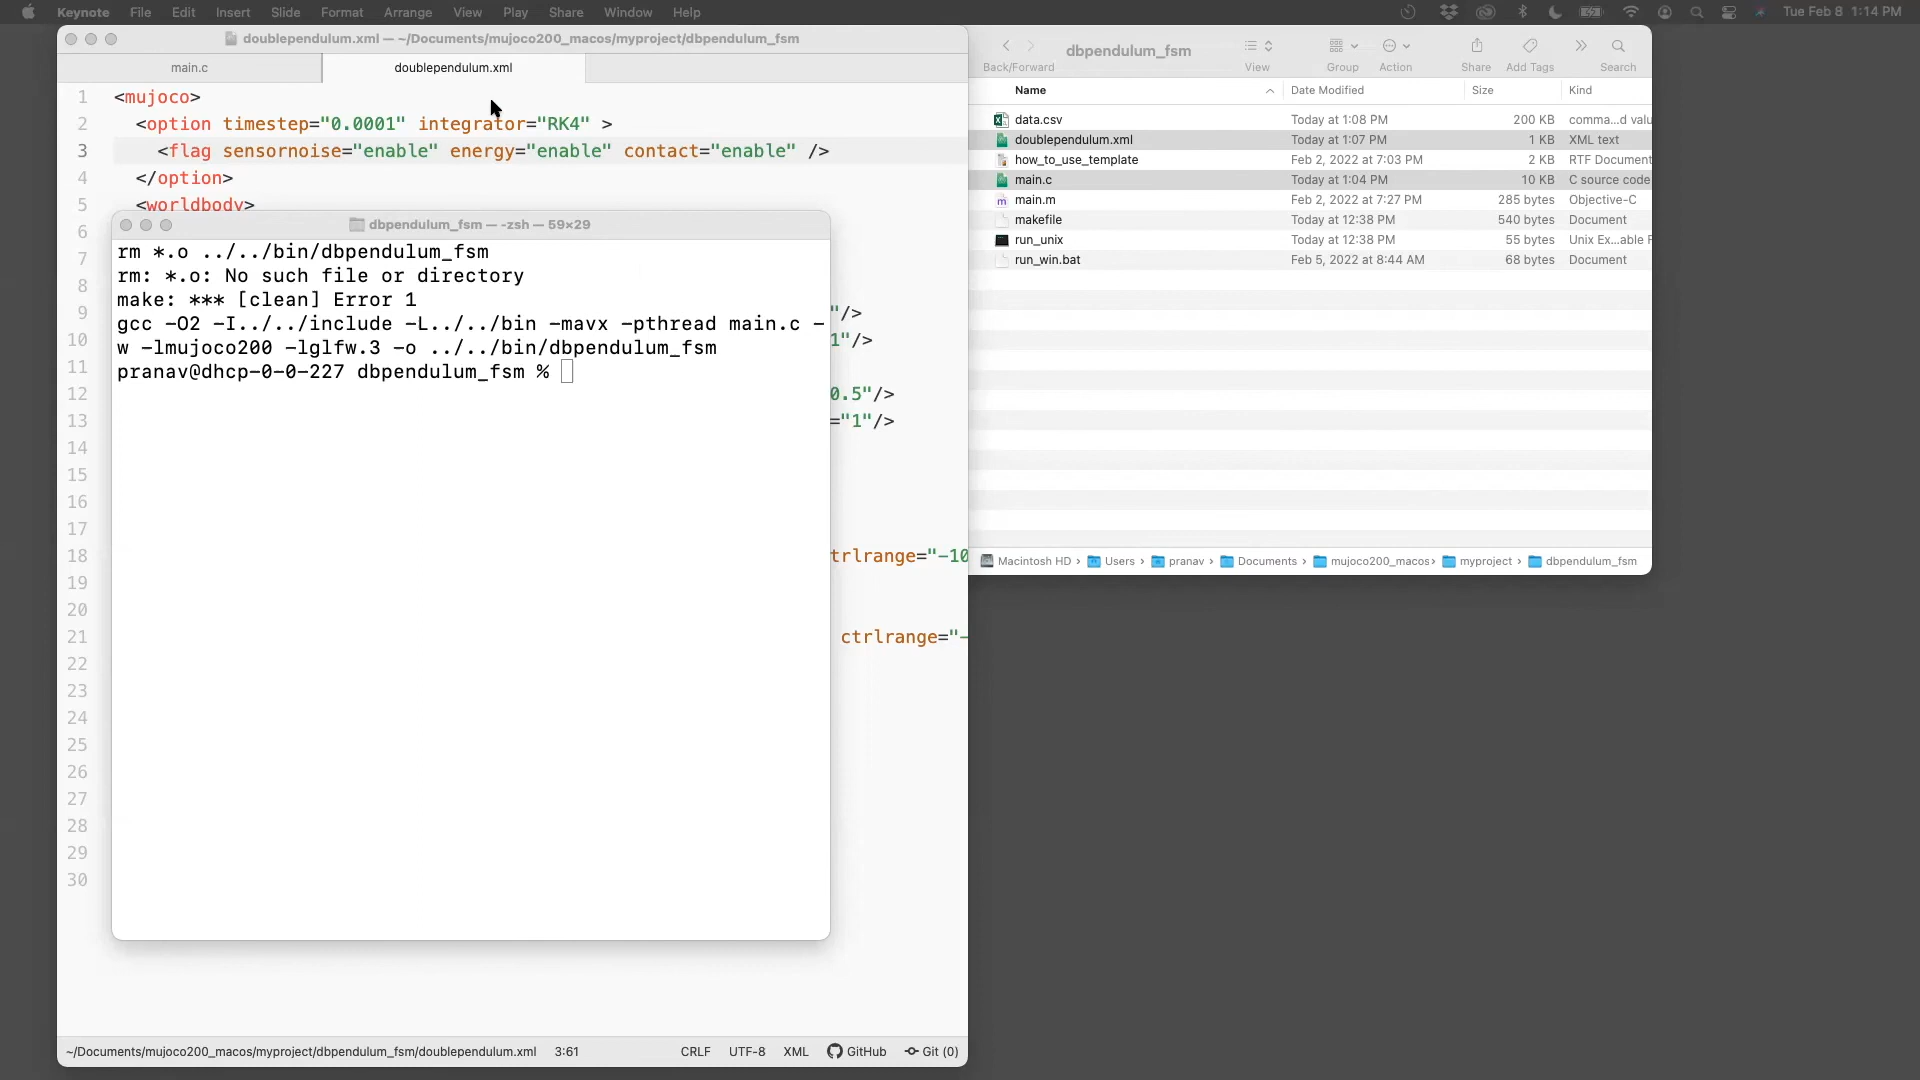 Keynote File Edit Insert Slide Format Arrange View Play Share Window Help Tue Feb 8 1:14 PM
doublependulum.xml — ~/Documents/mujoco200_macos/myproject/dbpendulum_fsm
main.c doublependulum.xml
1 <mujoco>
2 <option timestep="0.0001" integrator="RK4" >
3 <flag sensornoise="enable" energy="enable" contact="enable" />
4 </option>
5 <worldbody>
6
7
8
9 "/>
10 1"/>
11
12 0.5"/>
13 ="1"/>
14
15
16
17
18 trlrange="-10
19
20
21 ctrlrange="-
22
23
24
25
26
27
28
29
30
dbpendulum_fsm — -zsh — 59×29
rm *.o ../../bin/dbpendulum_fsm
rm: *.o: No such file or directory
make: *** [clean] Error 1
gcc -O2 -I../../include -L../../bin -mavx -pthread main.c -
w -lmujoco200 -lglfw.3 -o ../../bin/dbpendulum_fsm
pranav@dhcp-0-0-227 dbpendulum_fsm %
~/Documents/mujoco200_macos/myproject/dbpendulum_fsm/doublependulum.xml 3:61 CRLF UTF-8 XML GitHub Git (0)
dbpendulum_fsm
Back/Forward View Group Action Share Add Tags Search
Name Date Modified Size Kind
data.csv Today at 1:08 PM 200 KB comma...d valu
doublependulum.xml Today at 1:07 PM 1 KB XML text
how_to_use_template Feb 2, 2022 at 7:03 PM 2 KB RTF Document
main.c Today at 1:04 PM 10 KB C source code
main.m Feb 2, 2022 at 7:27 PM 285 bytes Objective-C
makefile Today at 12:38 PM 540 bytes Document
run_unix Today at 12:38 PM 55 bytes Unix Ex...able F
run_win.bat Feb 5, 2022 at 8:44 AM 68 bytes Document
Macintosh HD › Users › pranav › Documents › mujoco200_macos › myproject › dbpendulum_fsm